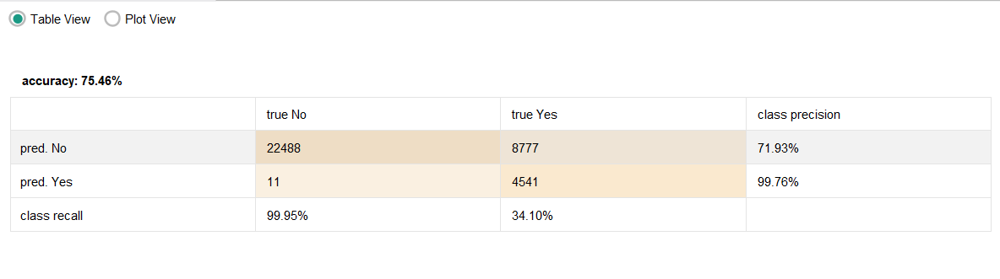 Table View Plot View
accuracy: 75.46%
true No true Yes class precision
pred. No 22488 8777 71.93%
pred. Yes 11 4541 99.76%
class recall 99.95% 34.10%